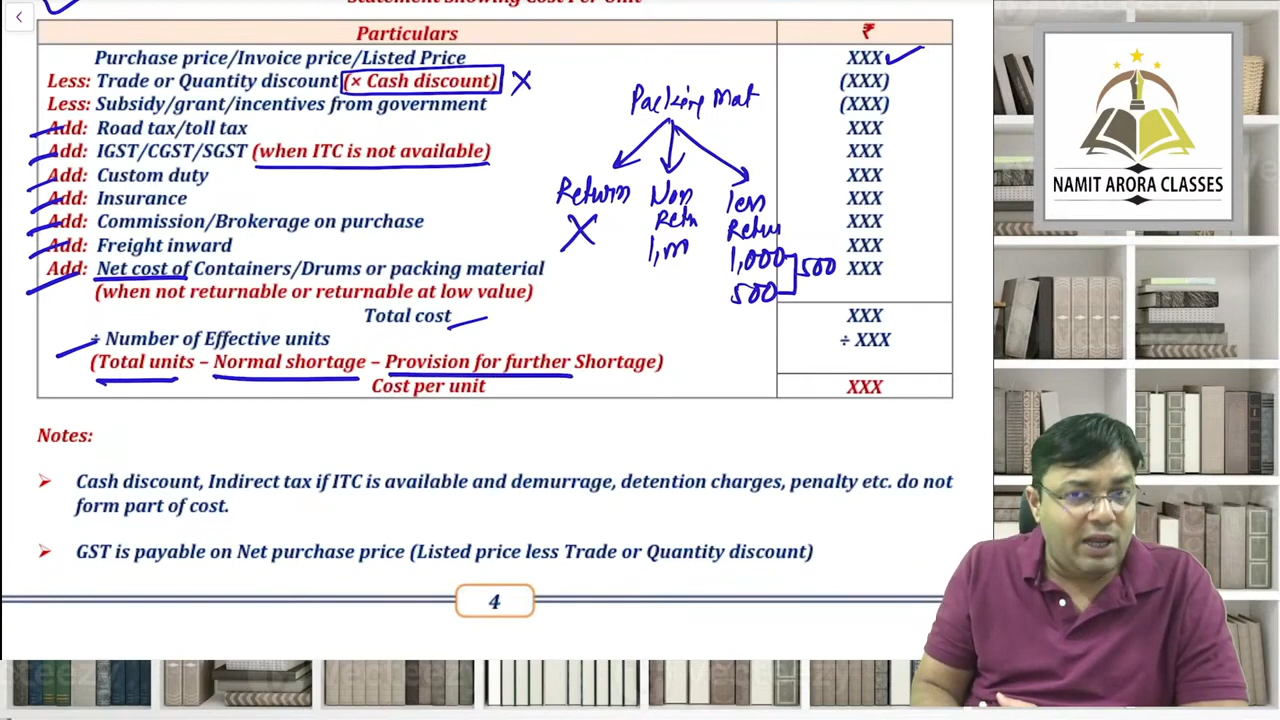 Statement Showing Cost Per Unit
Particulars ₹
Purchase price/Invoice price/Listed Price XXX
Less: Trade or Quantity discount (× Cash discount) (XXX)
Less: Subsidy/grant/incentives from government (XXX)
Add: Road tax/toll tax XXX
Add: IGST/CGST/SGST (when ITC is not available) XXX
Add: Custom duty XXX
Add: Insurance XXX
Add: Commission/Brokerage on purchase XXX
Add: Freight inward XXX
Add: Net cost of Containers/Drums or packing material XXX
(when not returnable or returnable at low value)
Total cost XXX
÷ Number of Effective units ÷ XXX
(Total units – Normal shortage – Provision for further Shortage)
Cost per unit XXX
Packing Mat
Return
Non
Retn
Less
Retur
1,000
500
500
Notes:
➤ Cash discount, Indirect tax if ITC is available and demurrage, detention charges, penalty etc. do not
form part of cost.
➤ GST is payable on Net purchase price (Listed price less Trade or Quantity discount)
4
NAMIT ARORA CLASSES